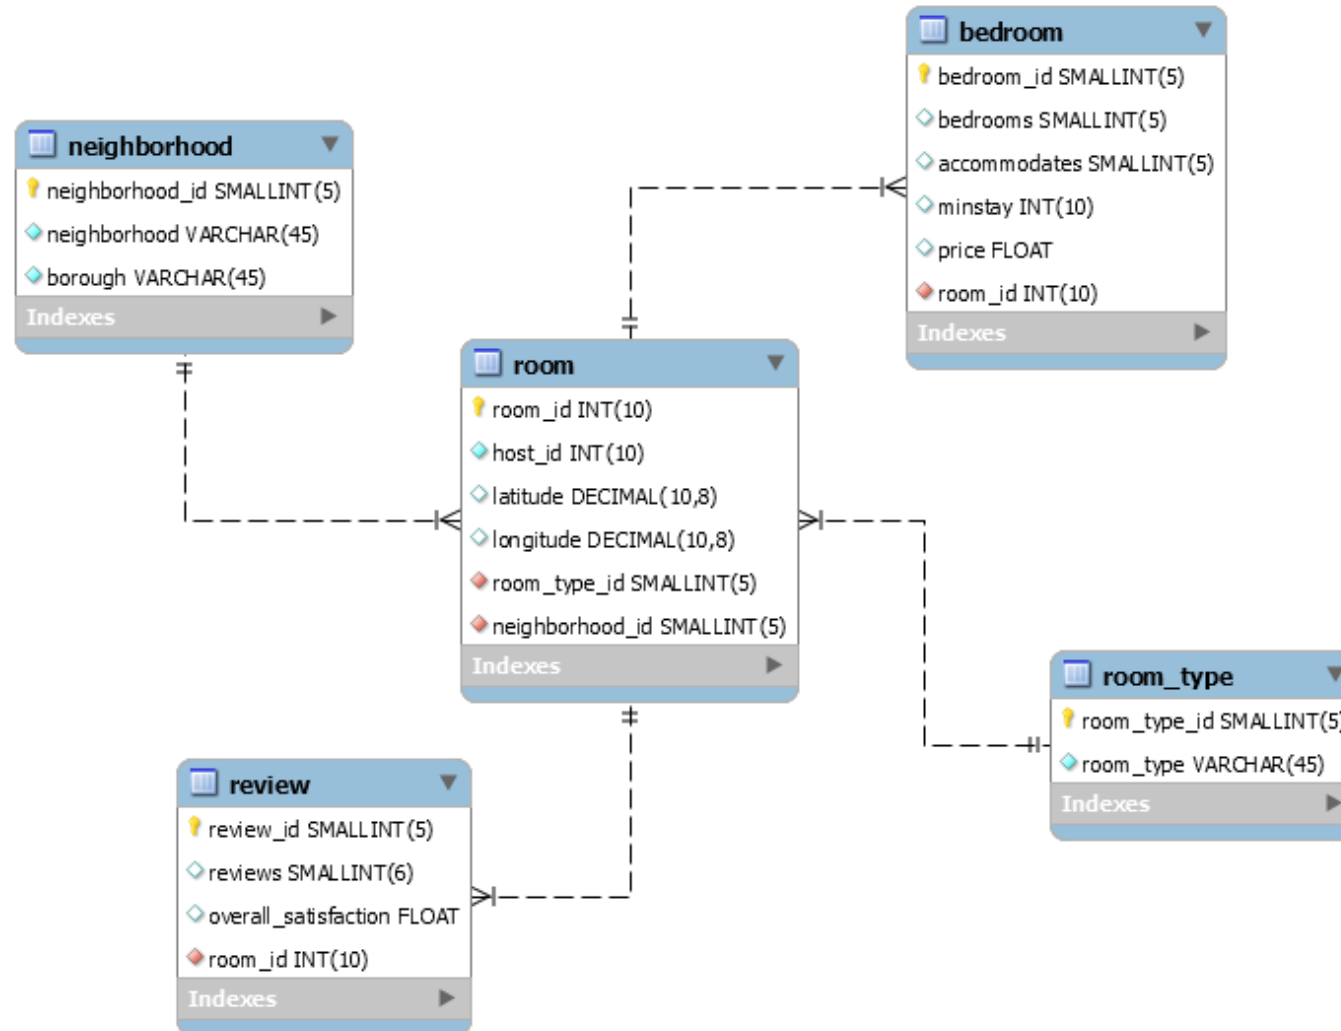 bedroom
bedroom_id SMALLINT(5)
bedrooms SMALLINT(5)
accommodates SMALLINT(5)
minstay INT(10)
price FLOAT
room_id INT(10)
Indexes
neighborhood
neighborhood_id SMALLINT(5)
neighborhood VARCHAR(45)
borough VARCHAR(45)
Indexes
room
room_id INT(10)
host_id INT(10)
latitude DECIMAL(10,8)
longitude DECIMAL(10,8)
room_type_id SMALLINT(5)
neighborhood_id SMALLINT(5)
Indexes
room_type
room_type_id SMALLINT(5)
room_type VARCHAR(45)
Indexes
review
review_id SMALLINT(5)
reviews SMALLINT(6)
overall_satisfaction FLOAT
room_id INT(10)
Indexes